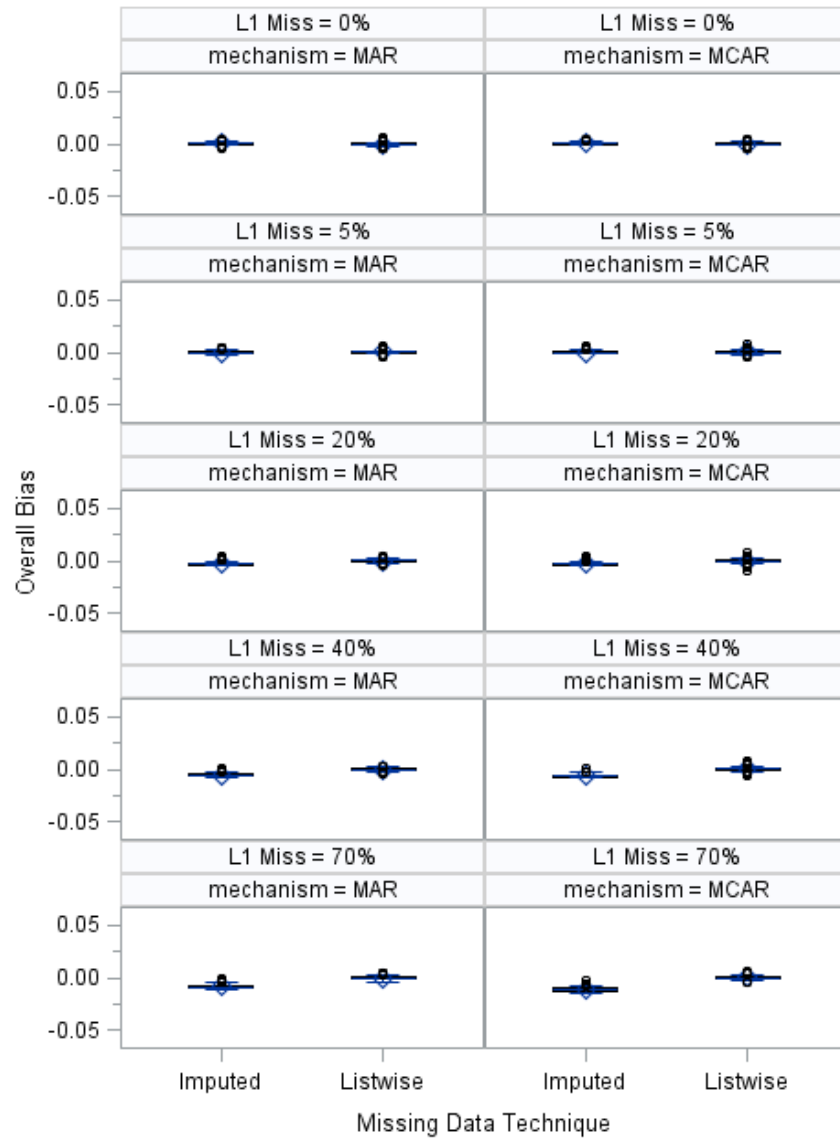 L1 Miss = 0% L1 Miss = 0%
mechanism = MAR mechanism = MCAR
0.05
0.00
-0.05
L1 Miss = 5% L1 Miss = 5%
mechanism = MAR mechanism = MCAR
0.05
0.00
-0.05
L1 Miss = 20% L1 Miss = 20%
mechanism = MAR mechanism = MCAR
0.05
0.00
-0.05
L1 Miss = 40% L1 Miss = 40%
mechanism = MAR mechanism = MCAR
0.05
0.00
-0.05
L1 Miss = 70% L1 Miss = 70%
mechanism = MAR mechanism = MCAR
0.05
0.00
-0.05
Overall Bias
Imputed Listwise Imputed Listwise
Missing Data Technique